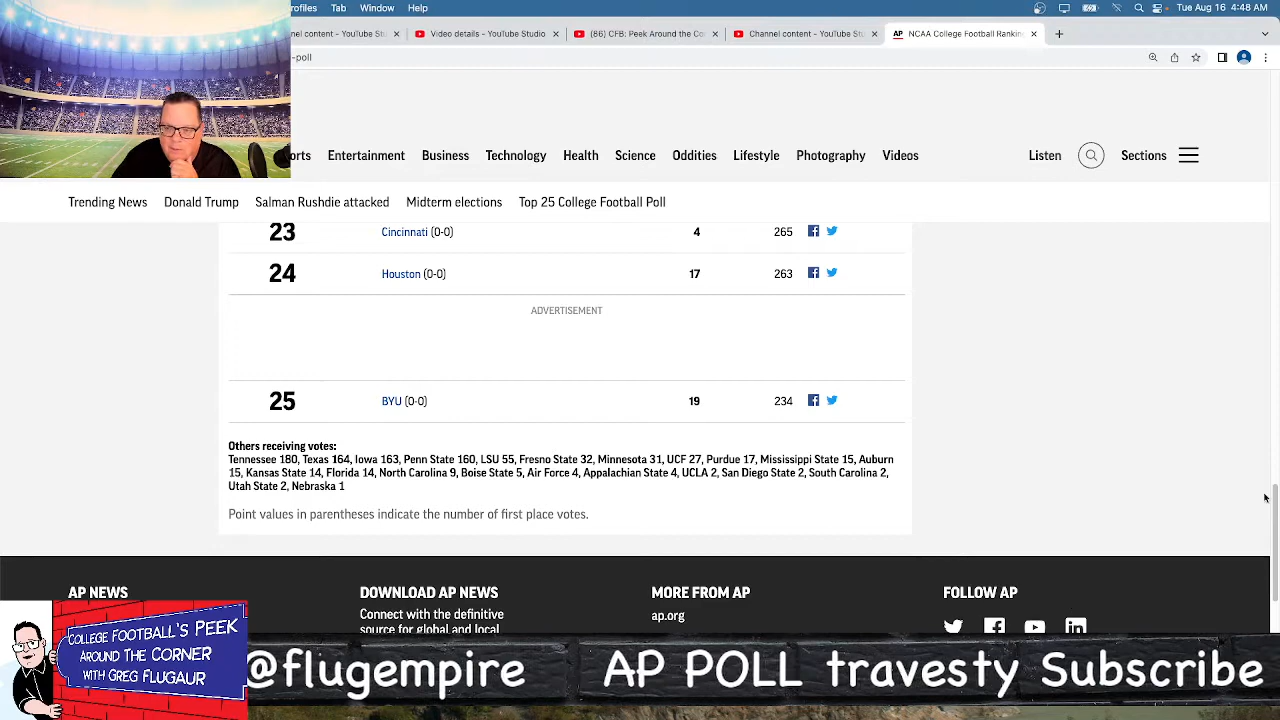 Profiles Tab Window Help Tue Aug 16 4:48 AM
nel content - YouTube Studio Video details - YouTube Studio (86) CFB: Peek Around the Co Channel content - YouTube Stu AP NCAA College Football Rankin
-poll
orts Entertainment Business Technology Health Science Oddities Lifestyle Photography Videos Listen Sections
Trending News Donald Trump Salman Rushdie attacked Midterm elections Top 25 College Football Poll
23 Cincinnati (0-0) 4 265
24 Houston (0-0) 17 263
ADVERTISEMENT
25 BYU (0-0) 19 234
Others receiving votes:
Tennessee 180, Texas 164, Iowa 163, Penn State 160, LSU 55, Fresno State 32, Minnesota 31, UCF 27, Purdue 17, Mississippi State 15, Auburn
15, Kansas State 14, Florida 14, North Carolina 9, Boise State 5, Air Force 4, Appalachian State 4, UCLA 2, San Diego State 2, South Carolina 2,
Utah State 2, Nebraska 1
Point values in parentheses indicate the number of first place votes.
AP NEWS DOWNLOAD AP NEWS MORE FROM AP FOLLOW AP
Connect with the definitive ap.org
source for global and local
COLLEGE FOOTBALL'S PEEK
AROUND THE CORNER
WITH GREG FLUGAUR
@flugempire AP POLL travesty Subscribe